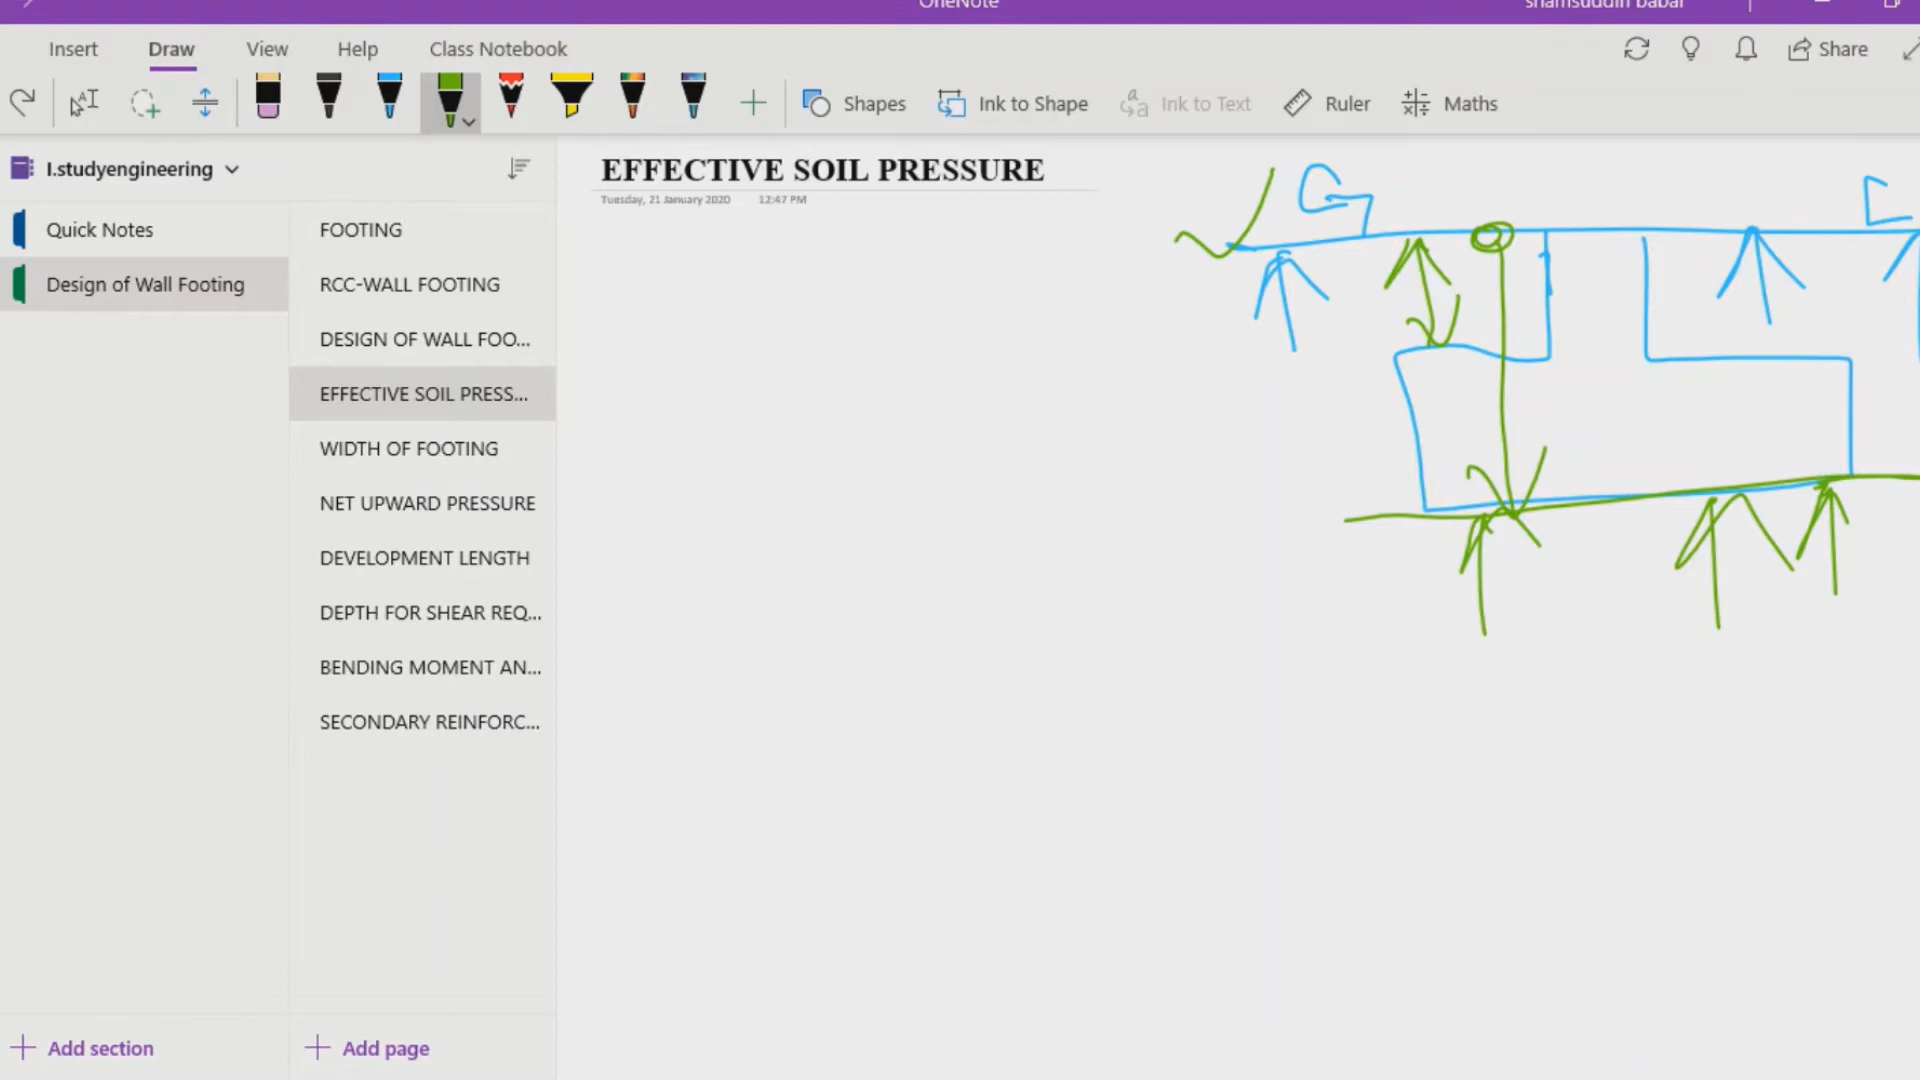 OneNote
shamsuddin babar
Insert Draw View Help Class Notebook
Share
Shapes Ink to Shape Ink to Text Ruler Maths
I.studyengineering
Quick Notes
Design of Wall Footing
FOOTING
RCC-WALL FOOTING
DESIGN OF WALL FOO...
EFFECTIVE SOIL PRESS...
WIDTH OF FOOTING
NET UPWARD PRESSURE
DEVELOPMENT LENGTH
DEPTH FOR SHEAR REQ...
BENDING MOMENT AN...
SECONDARY REINFORC...
Add section
Add page
EFFECTIVE SOIL PRESSURE
Tuesday, 21 January 2020 12:47 PM
G